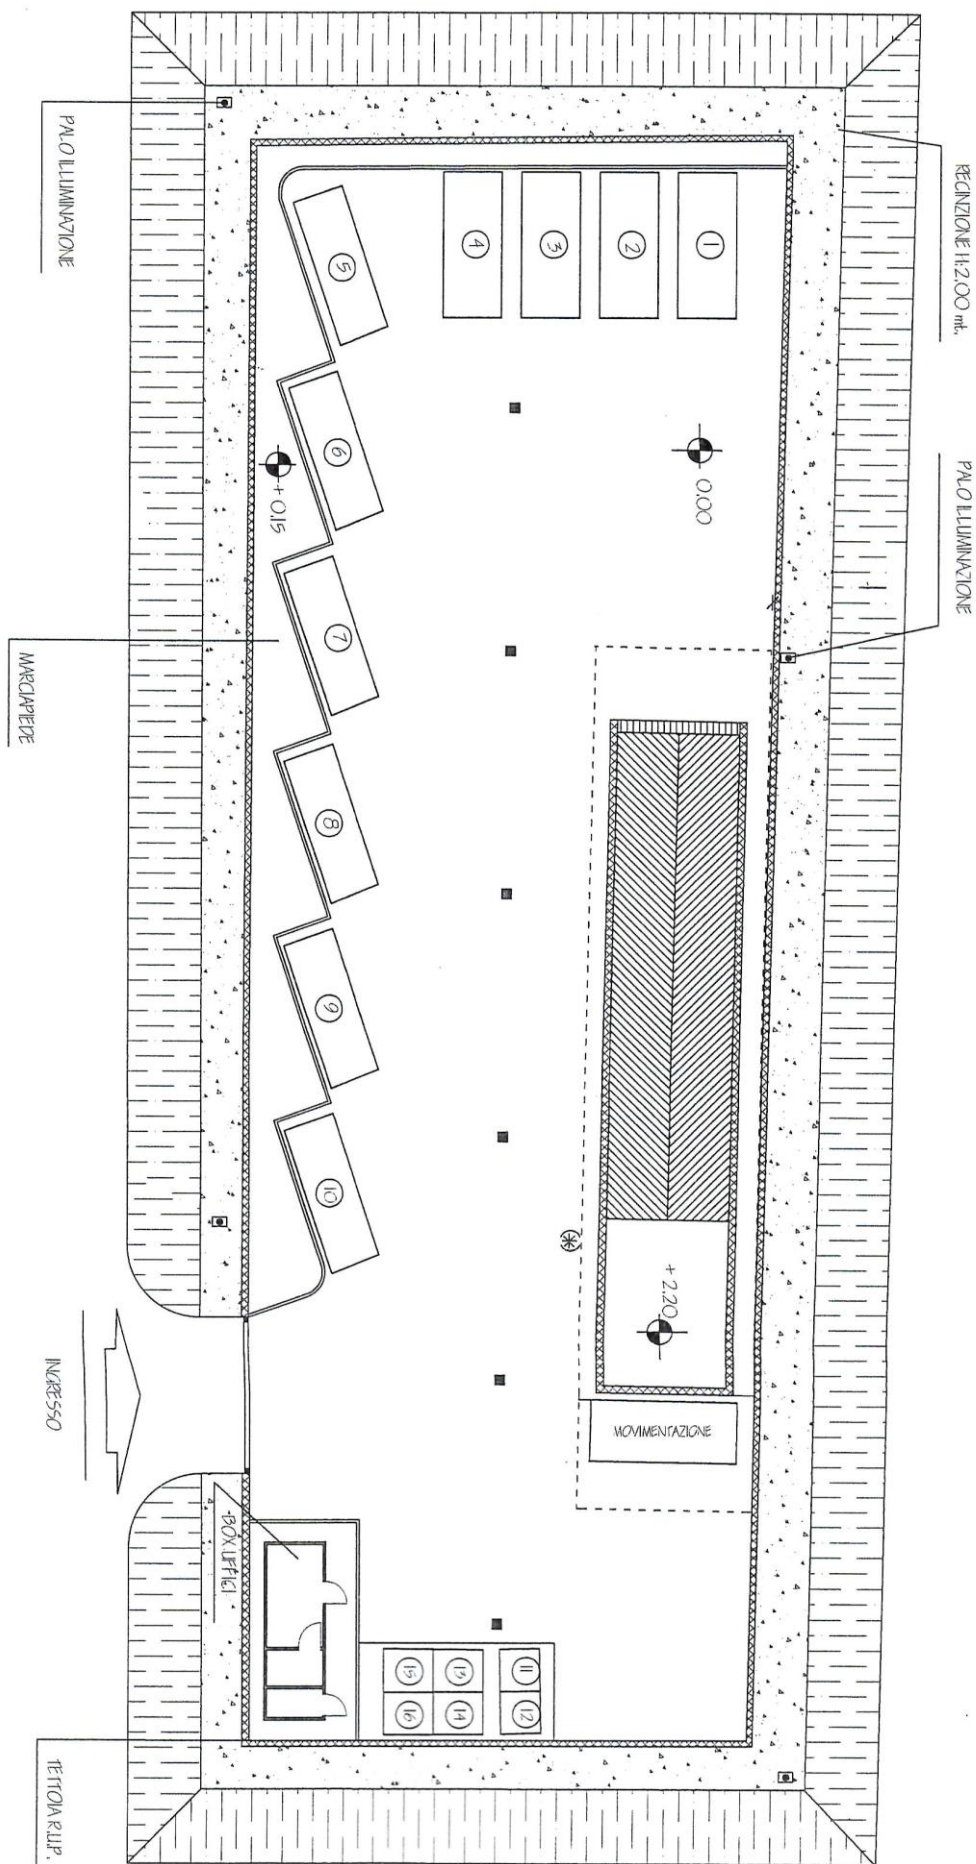 RECINZIONE H:2.00 mt.
PALO ILLUMINAZIONE
PALO ILLUMINAZIONE
1
2
3
4
5
6
7
8
9
10
0.00
+ 0.15
MARCIAPIEDE
+ 2.20
MOVIMENTAZIONE
INGRESSO
BOX UFFICI
11
12
13
14
15
16
TETTOIA R.U.P.